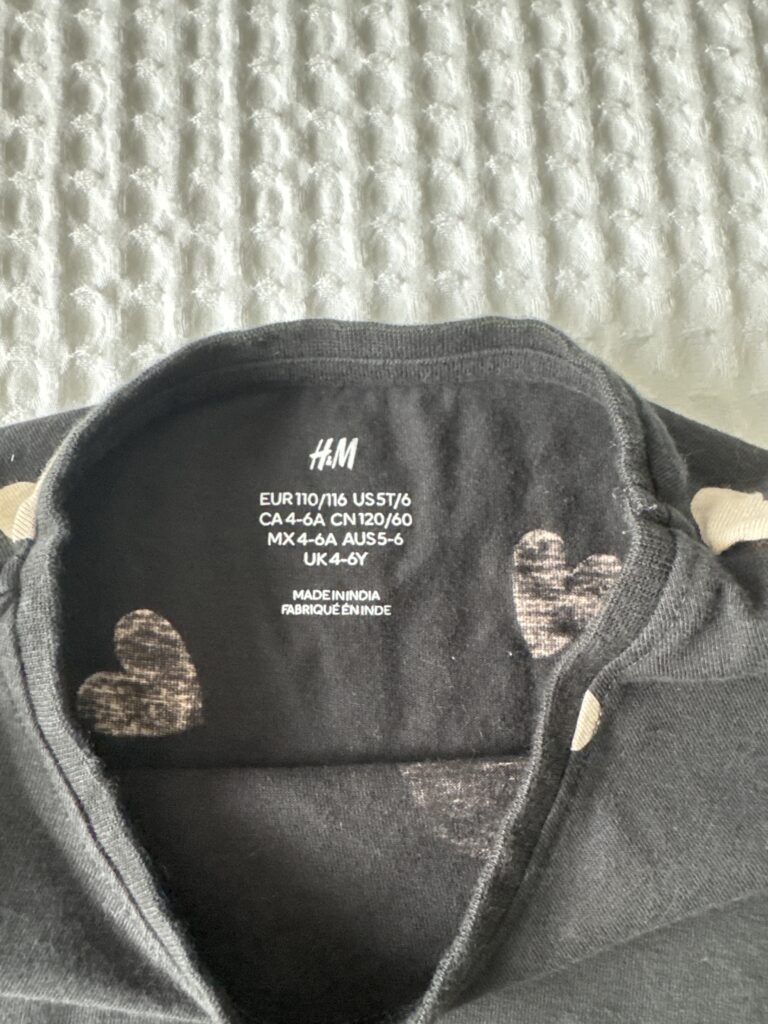 H&M
EUR 110/116 US 5T/6
CA 4-6A CN 120/60
MX 4-6A AUS 5-6
UK 4-6Y
MADE IN INDIA
FABRIQUÉ ÉN INDE